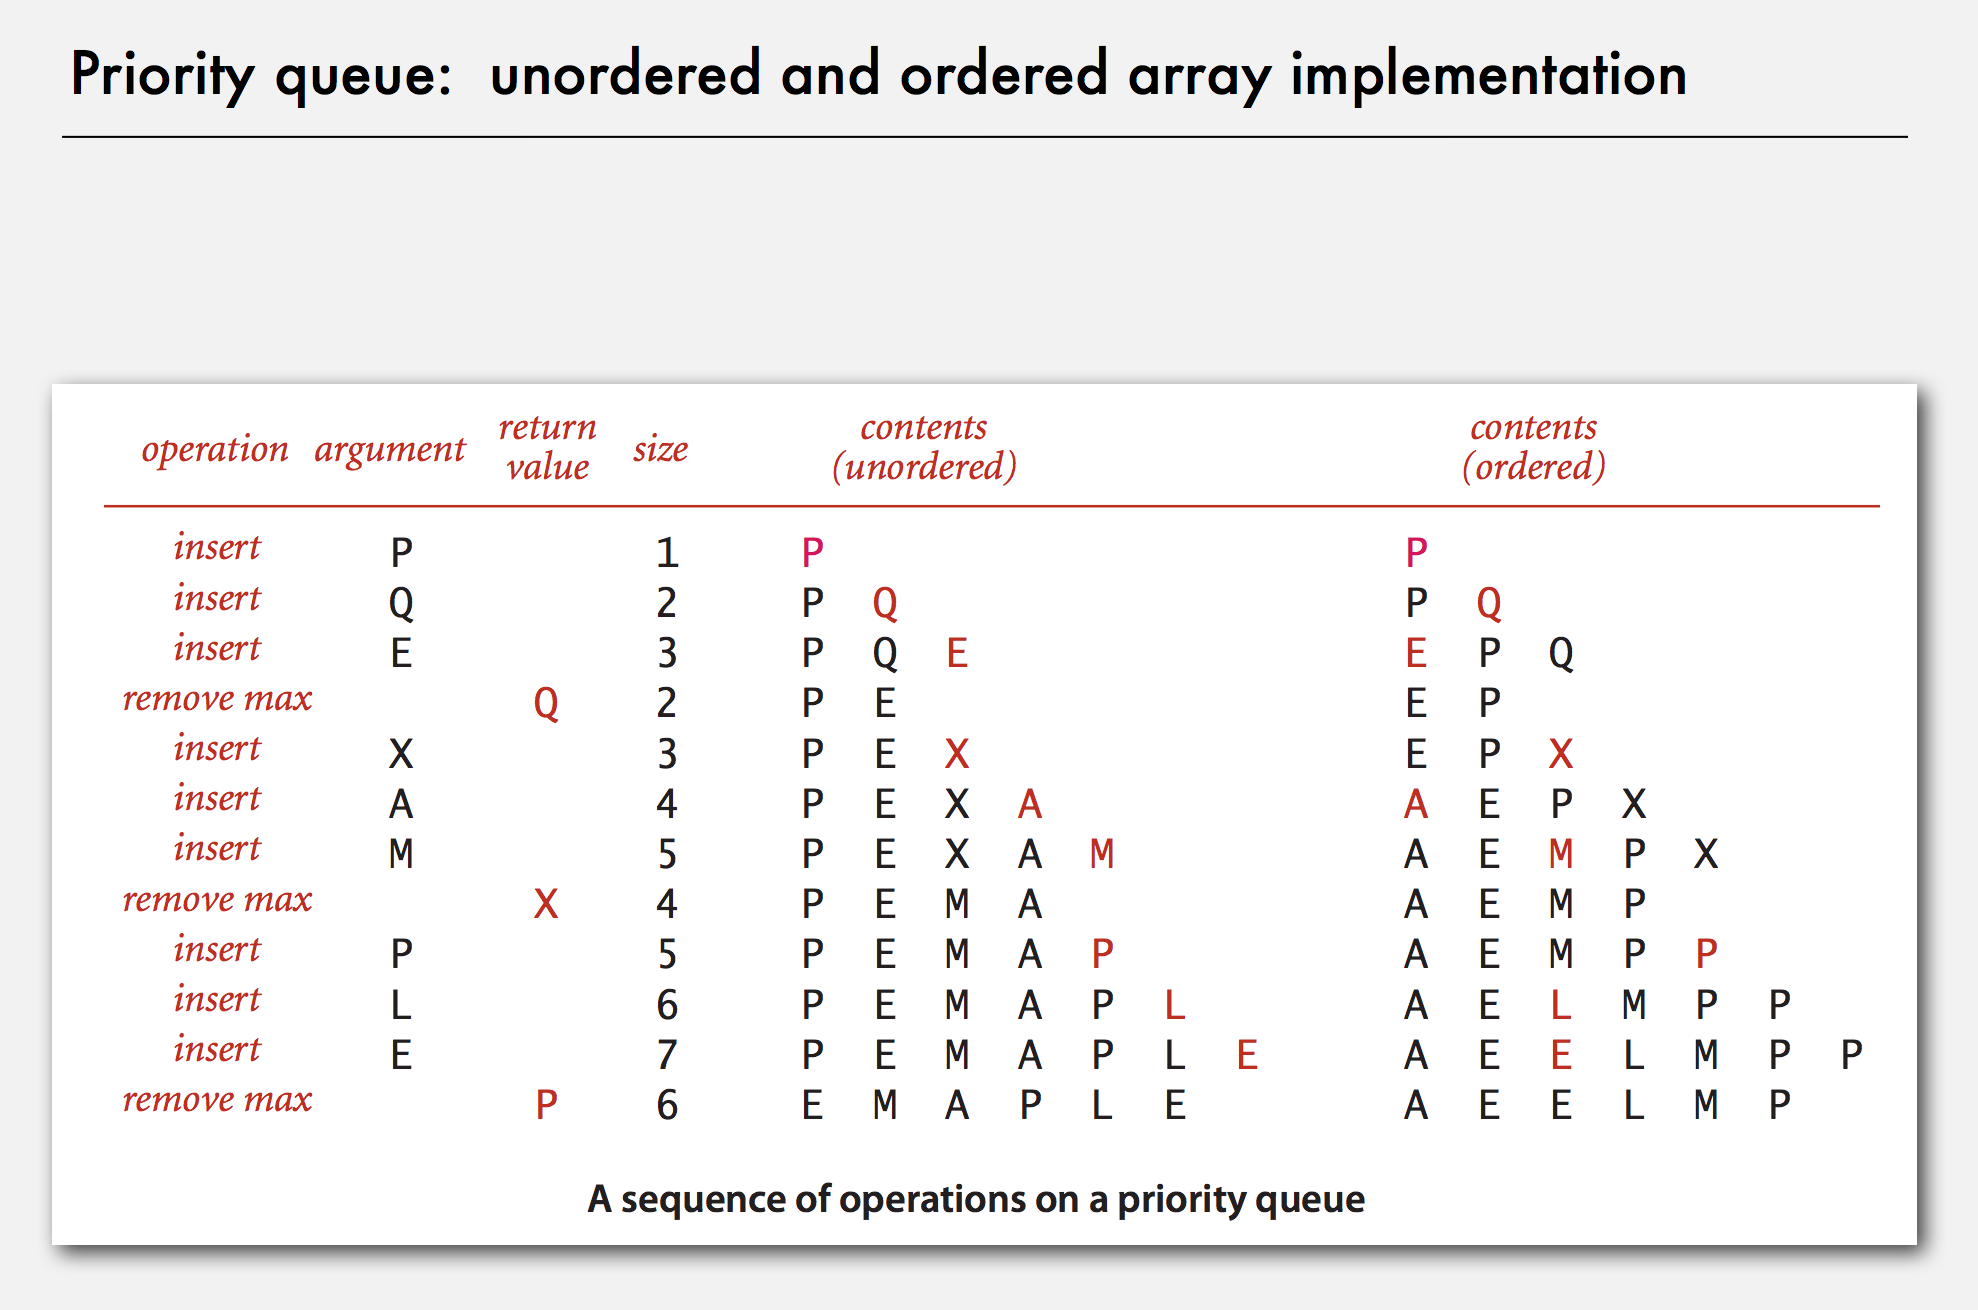 Priority queue: unordered and ordered array implementation
operation argument return value size contents (unordered) contents (ordered)
insert P 1 P P
insert Q 2 P Q P Q
insert E 3 P Q E E P Q
remove max Q 2 P E E P
insert X 3 P E X E P X
insert A 4 P E X A A E P X
insert M 5 P E X A M A E M P X
remove max X 4 P E M A A E M P
insert P 5 P E M A P A E M P P
insert L 6 P E M A P L A E L M P P
insert E 7 P E M A P L E A E E L M P P
remove max P 6 E M A P L E A E E L M P
A sequence of operations on a priority queue